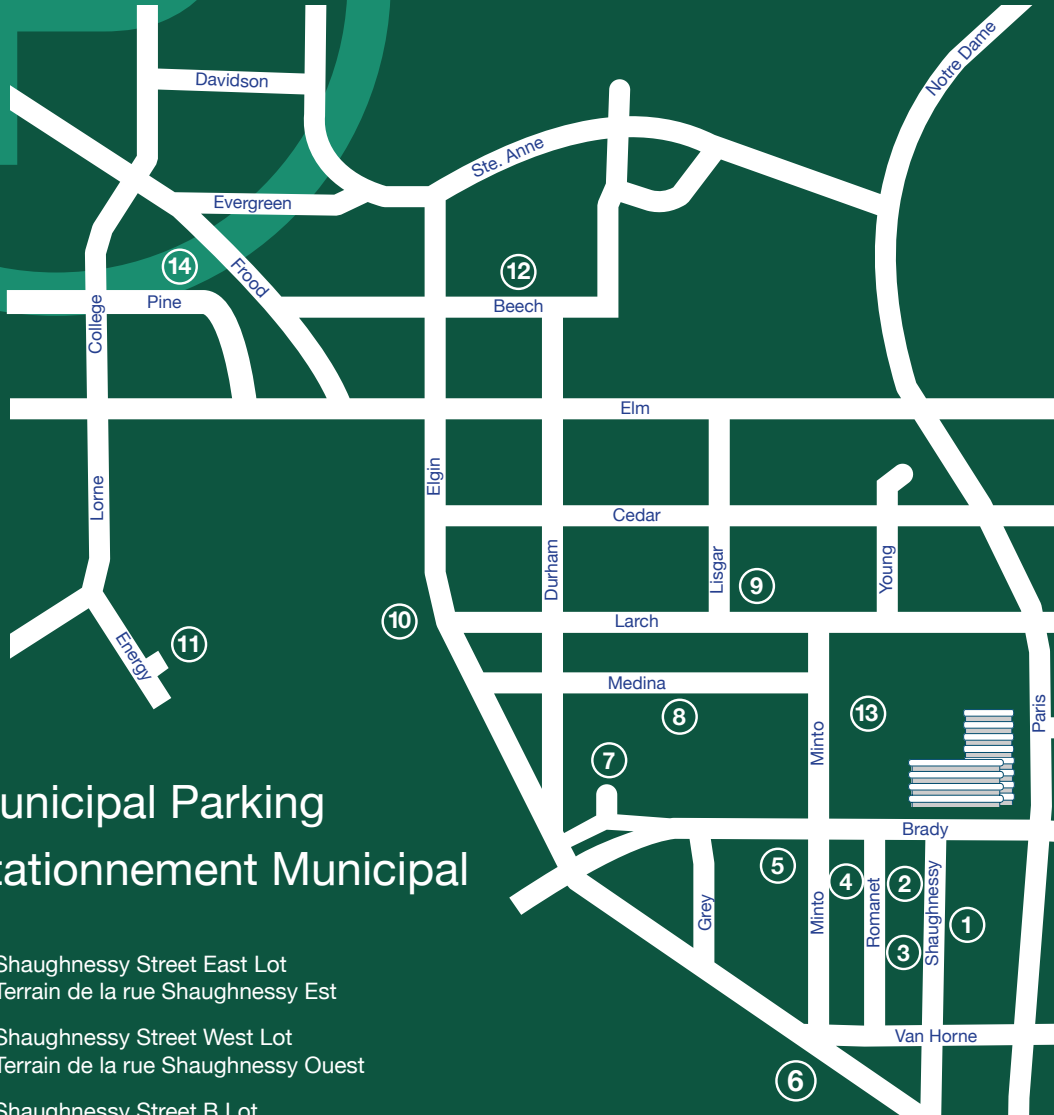 Notre Dame
Davidson
Ste. Anne
Evergreen
14
Frood
12
Pine
Beech
College
Elm
Elgin
Lorne
Cedar
Durham
Lisgar
9
Young
10
Larch
11
Energy
Medina
8
13
Minto
Paris
7
unicipal Parking
Brady
tationnement Municipal
5
4
2
Grey
Minto
Romanet
Shaughnessy
1
3
Shaughnessy Street East Lot
Terrain de la rue Shaughnessy Est
Shaughnessy Street West Lot
Terrain de la rue Shaughnessy Ouest
Van Horne
6
Shaughnessy Street B Lot